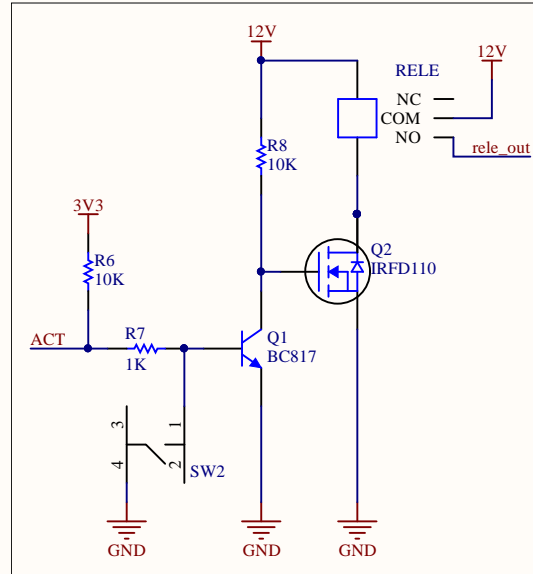 12V
12V
RELE
NC
COM
NO
rele_out
R8
10K
3V3
R6
10K
Q2
IRFD110
ACT
R7
1K
Q1
BC817
3
1
4
2
SW2
GND
GND
GND